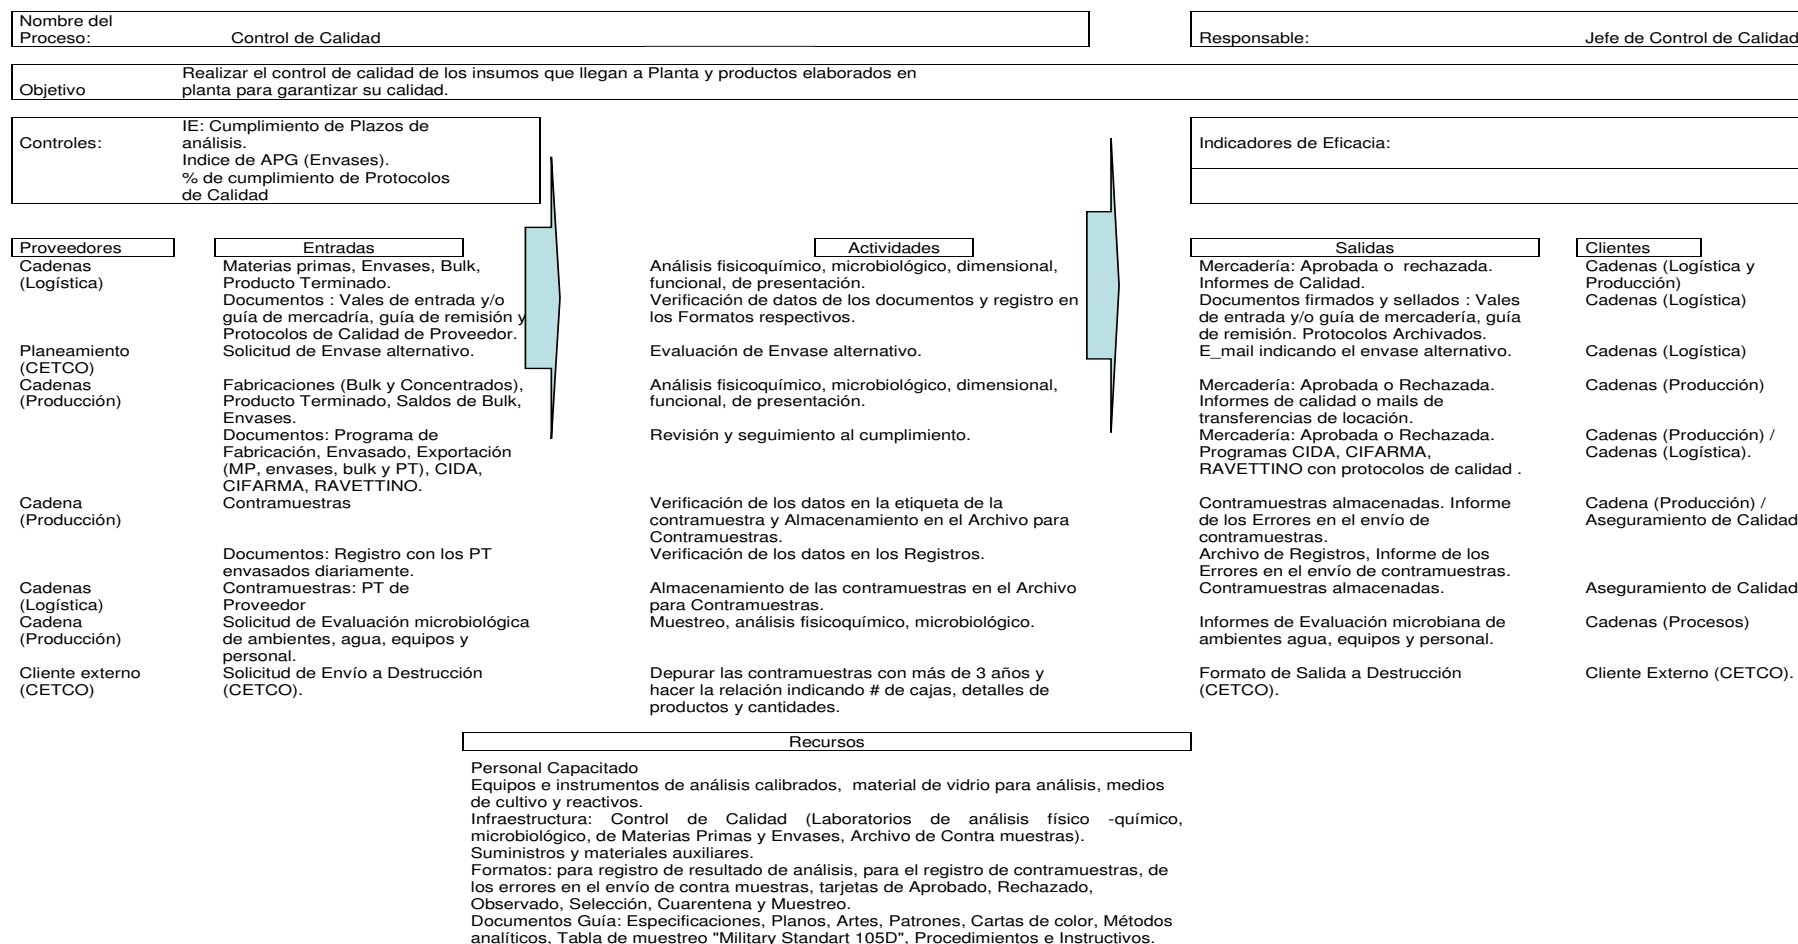 Nombre del
Proceso: Control de Calidad
Responsable: Jefe de Control de Calidad
Objetivo
Realizar el control de calidad de los insumos que llegan a Planta y productos elaborados en
planta para garantizar su calidad.
Controles:
IE: Cumplimiento de Plazos de
análisis.
Indice de APG (Envases).
% de cumplimiento de Protocolos
de Calidad
Indicadores de Eficacia:
Proveedores
Entradas
Actividades
Salidas
Clientes
Cadenas
(Logística)
Materias primas, Envases, Bulk,
Producto Terminado.
Documentos : Vales de entrada y/o
guía de mercadría, guía de remisión y
Protocolos de Calidad de Proveedor.
Análisis fisicoquímico, microbiológico, dimensional,
funcional, de presentación.
Verificación de datos de los documentos y registro en
los Formatos respectivos.
Mercadería: Aprobada o  rechazada.
Informes de Calidad.
Documentos firmados y sellados : Vales
de entrada y/o guía de mercadería, guía
de remisión. Protocolos Archivados.
Cadenas (Logística y
Producción)
Cadenas (Logística)
Planeamiento
(CETCO)
Solicitud de Envase alternativo.
Evaluación de Envase alternativo.
E_mail indicando el envase alternativo.
Cadenas (Logística)
Cadenas
(Producción)
Fabricaciones (Bulk y Concentrados),
Producto Terminado, Saldos de Bulk,
Envases.
Análisis fisicoquímico, microbiológico, dimensional,
funcional, de presentación.
Mercadería: Aprobada o Rechazada.
Informes de calidad o mails de
transferencias de locación.
Cadenas (Producción)
Documentos: Programa de
Fabricación, Envasado, Exportación
(MP, envases, bulk y PT), CIDA,
CIFARMA, RAVETTINO.
Revisión y seguimiento al cumplimiento.
Mercadería: Aprobada o Rechazada.
Programas CIDA, CIFARMA,
RAVETTINO con protocolos de calidad .
Cadenas (Producción) /
Cadenas (Logística).
Cadena
(Producción)
Contramuestras
Verificación de los datos en la etiqueta de la
contramuestra y Almacenamiento en el Archivo para
Contramuestras.
Contramuestras almacenadas. Informe
de los Errores en el envío de
contramuestras.
Cadena (Producción) /
Aseguramiento de Calidad
Documentos: Registro con los PT
envasados diariamente.
Verificación de los datos en los Registros.
Archivo de Registros, Informe de los
Errores en el envío de contramuestras.
Cadenas
(Logística)
Contramuestras: PT de
Proveedor
Almacenamiento de las contramuestras en el Archivo
para Contramuestras.
Contramuestras almacenadas.
Aseguramiento de Calidad
Cadena
(Producción)
Solicitud de Evaluación microbiológica
de ambientes, agua, equipos y
personal.
Muestreo, análisis fisicoquímico, microbiológico.
Informes de Evaluación microbiana de
ambientes agua, equipos y personal.
Cadenas (Procesos)
Cliente externo
(CETCO)
Solicitud de Envío a Destrucción
(CETCO).
Depurar las contramuestras con más de 3 años y
hacer la relación indicando # de cajas, detalles de
productos y cantidades.
Formato de Salida a Destrucción
(CETCO).
Cliente Externo (CETCO).
Recursos
Personal Capacitado
Equipos e instrumentos de análisis calibrados,  material de vidrio para análisis, medios
de cultivo y reactivos.
Infraestructura: Control de Calidad (Laboratorios de análisis físico -químico,
microbiológico, de Materias Primas y Envases, Archivo de Contra muestras).
Suministros y materiales auxiliares.
Formatos: para registro de resultado de análisis, para el registro de contramuestras, de
los errores en el envío de contra muestras, tarjetas de Aprobado, Rechazado,
Observado, Selección, Cuarentena y Muestreo.
Documentos Guía: Especificaciones, Planos, Artes, Patrones, Cartas de color, Métodos
analíticos, Tabla de muestreo "Military Standart 105D", Procedimientos e Instructivos.